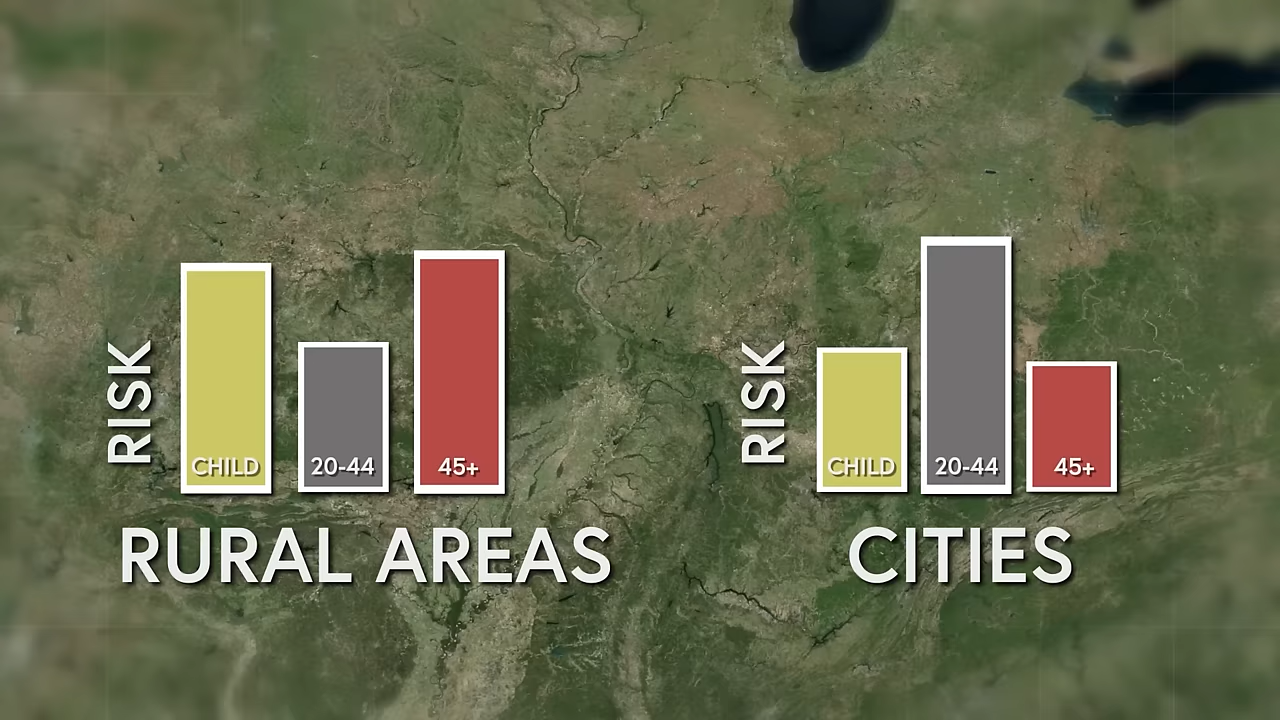 RISK
CHILD
20-44
45+
RURAL AREAS
RISK
CHILD
20-44
45+
CITIES